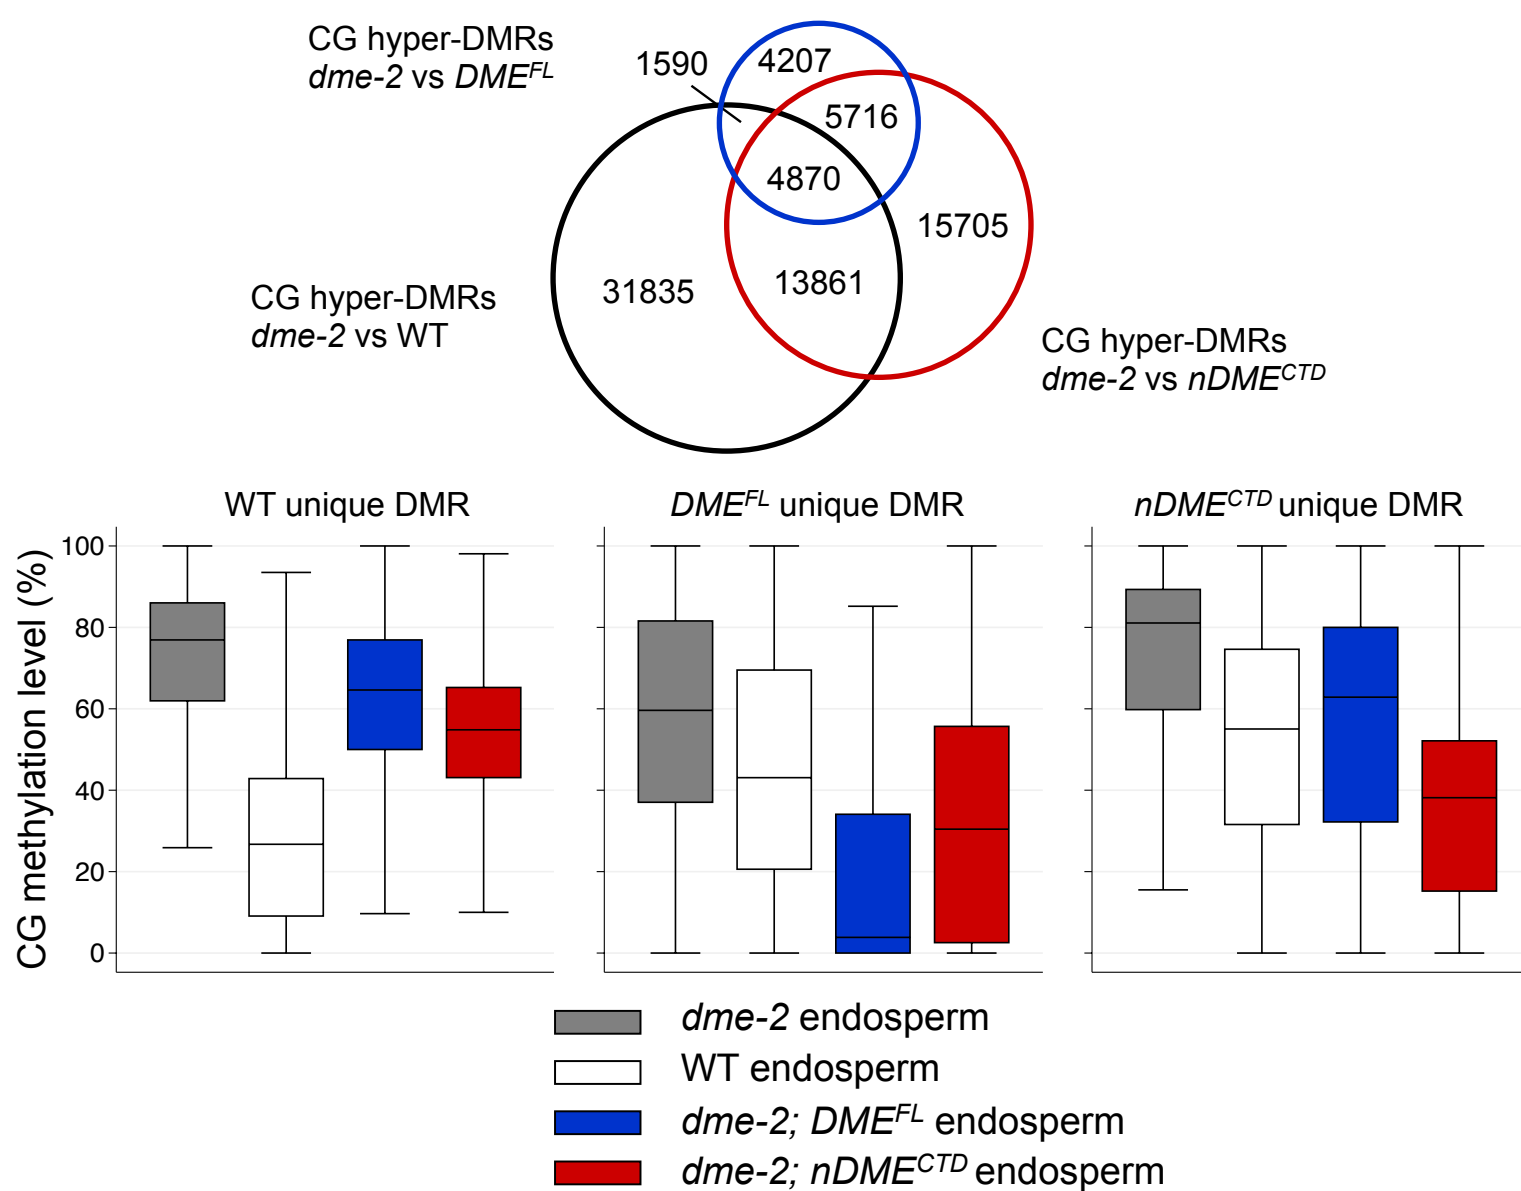 CG hyper-DMRs
dme-2 vs DME^FL
1590
4207
5716
4870
15705
31835
13861
CG hyper-DMRs
dme-2 vs WT
CG hyper-DMRs
dme-2 vs nDME^CTD
WT unique DMR
DME^FL unique DMR
nDME^CTD unique DMR
CG methylation level (%)
100
80
60
40
20
0
dme-2 endosperm
WT endosperm
dme-2; DME^FL endosperm
dme-2; nDME^CTD endosperm